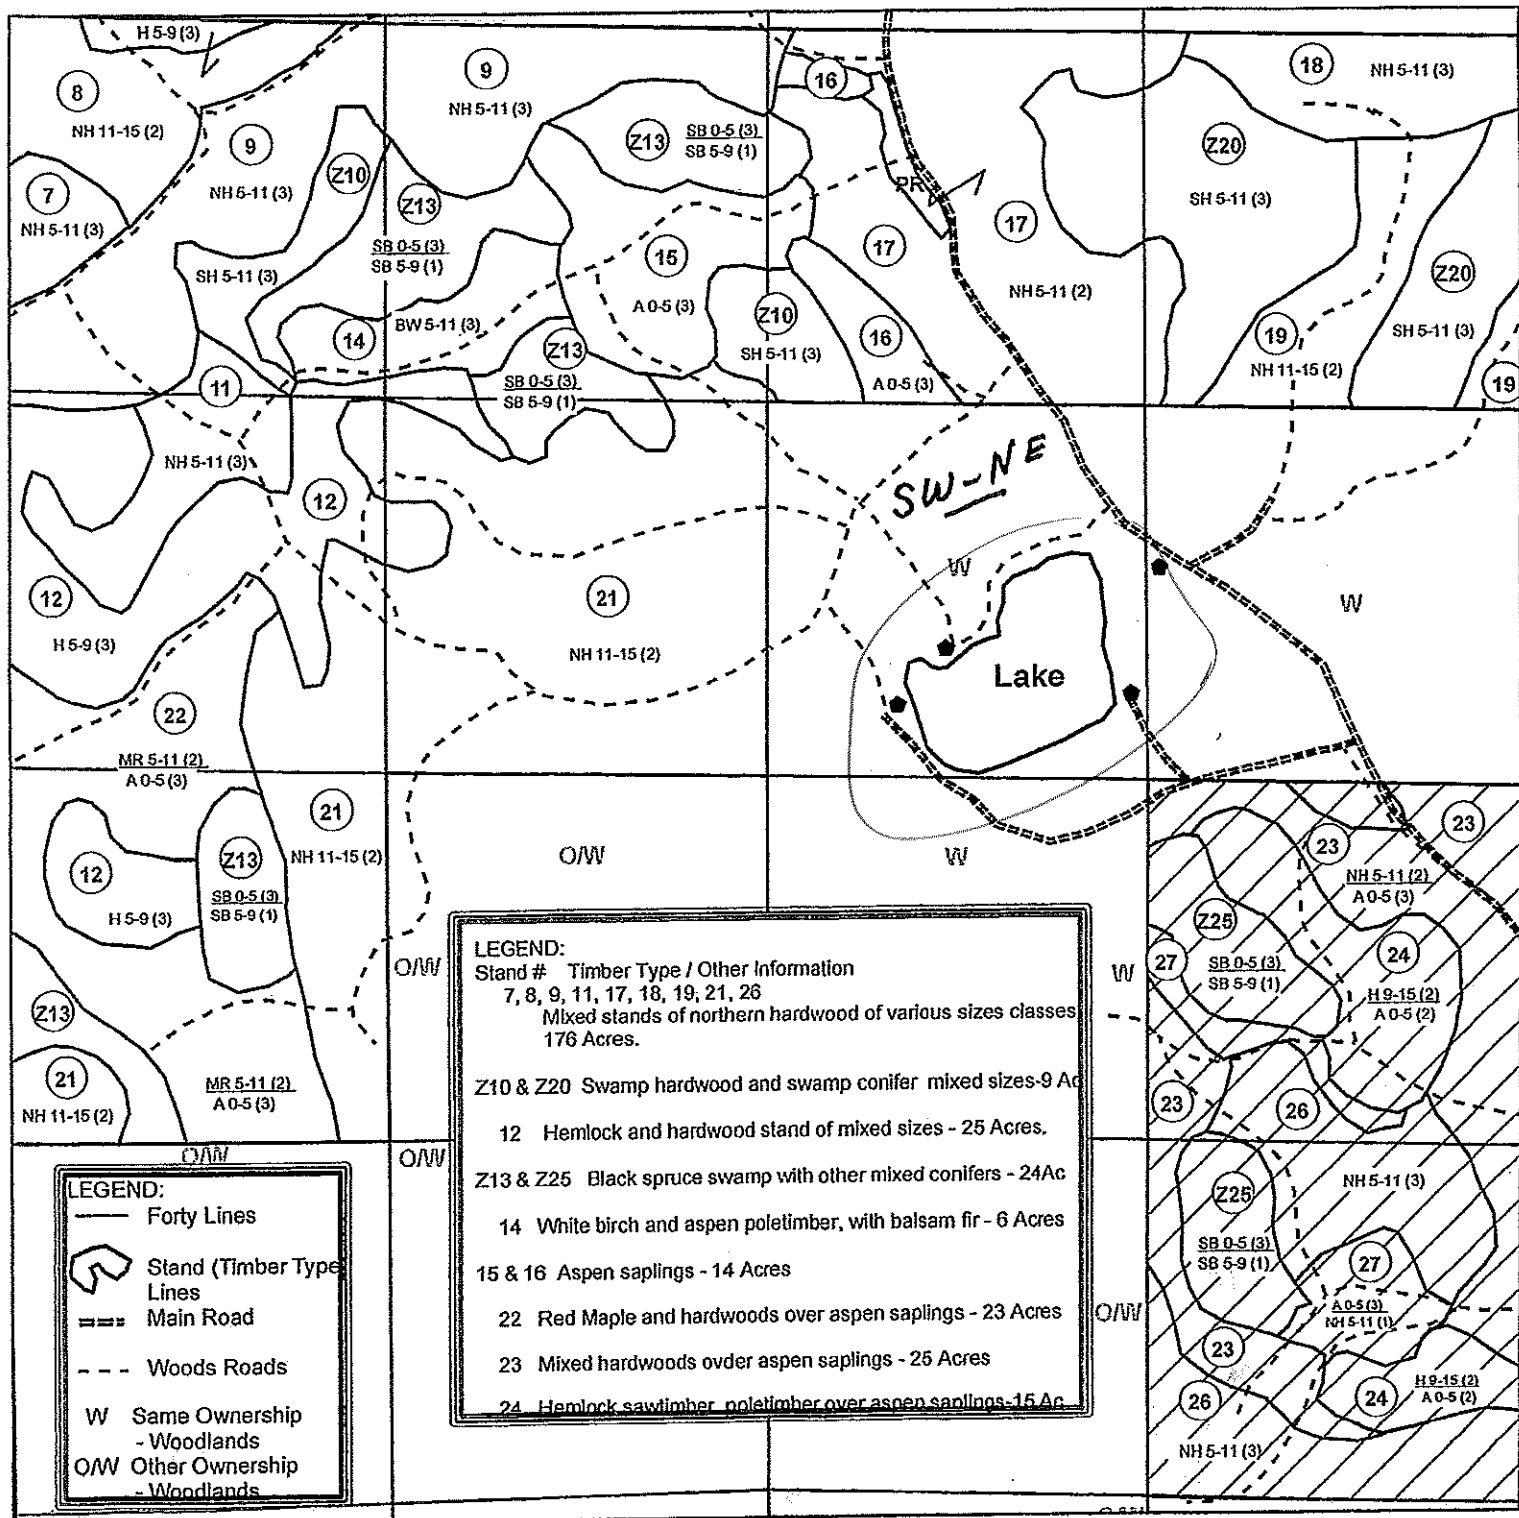 H 5-9 (3)
8
NH 11-15 (2)
9
NH 5-11 (3)
7
NH 5-11 (3)
9
NH 5-11 (3)
Z10
SH 5-11 (3)
Z13
SB 0-5 (3)
SB 5-9 (1)
Z13
SB 0-5 (3)
SB 5-9 (1)
16
PR
18
NH 5-11 (3)
Z20
SH 5-11 (3)
17
17
NH 5-11 (2)
15
A 0-5 (3)
Z10
SH 5-11 (3)
16
A 0-5 (3)
14
BW 5-11 (3)
Z13
SB 0-5 (3)
SB 5-9 (1)
Z20
SH 5-11 (3)
19
NH 11-15 (2)
19
11
NH 5-11 (3)
12
SW-NE
12
H 5-9 (3)
21
NH 11-15 (2)
W
W
Lake
22
MR 5-11 (2)
A 0-5 (3)
21
NH 11-15 (2)
12
H 5-9 (3)
Z13
SB 0-5 (3)
SB 5-9 (1)
O/W
W
23
23
NH 5-11 (2)
A 0-5 (3)
Z25
SB 0-5 (3)
SB 5-9 (1)
27
24
H 9-15 (2)
A 0-5 (2)
O/W
W
Z13
21
NH 11-15 (2)
MR 5-11 (2)
A 0-5 (3)
23
26
O/W
O/W
LEGEND:
Stand # Timber Type / Other Information
7, 8, 9, 11, 17, 18, 19, 21, 26
Mixed stands of northern hardwood of various sizes classes
176 Acres.
Z10 & Z20 Swamp hardwood and swamp conifer mixed sizes-9 Ac
12 Hemlock and hardwood stand of mixed sizes - 25 Acres.
Z13 & Z25 Black spruce swamp with other mixed conifers - 24Ac
14 White birch and aspen poletimber, with balsam fir - 6 Acres
15 & 16 Aspen saplings - 14 Acres
22 Red Maple and hardwoods over aspen saplings - 23 Acres
23 Mixed hardwoods ovder aspen saplings - 25 Acres
24 Hemlock sawtimber poletimber over aspen saplings-15 Ac
LEGEND:
Forty Lines
Stand (Timber Type
Lines
Main Road
Woods Roads
W Same Ownership
- Woodlands
O/W Other Ownership
- Woodlands
O/W
Z25
SB 0-5 (3)
SB 5-9 (1)
NH 5-11 (3)
27
A 0-5 (3)
NH 5-11 (1)
23
26
NH 5-11 (3)
24
H 9-15 (2)
A 0-5 (2)